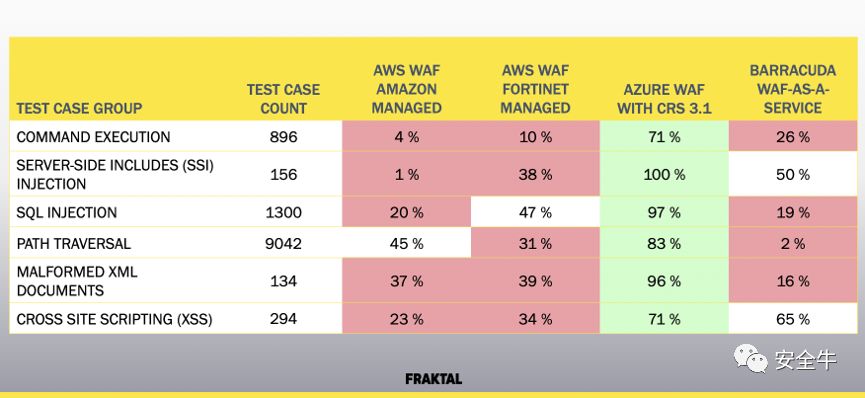 TEST CASE GROUP TEST CASE COUNT AWS WAF AMAZON MANAGED AWS WAF FORTINET MANAGED AZURE WAF WITH CRS 3.1 BARRACUDA WAF-AS-A-SERVICE
COMMAND EXECUTION 896 4 % 10 % 71 % 26 %
SERVER-SIDE INCLUDES (SSI) INJECTION 156 1 % 38 % 100 % 50 %
SQL INJECTION 1300 20 % 47 % 97 % 19 %
PATH TRAVERSAL 9042 45 % 31 % 83 % 2 %
MALFORMED XML DOCUMENTS 134 37 % 39 % 96 % 16 %
CROSS SITE SCRIPTING (XSS) 294 23 % 34 % 71 % 65 %
安全牛
FRAKTAL